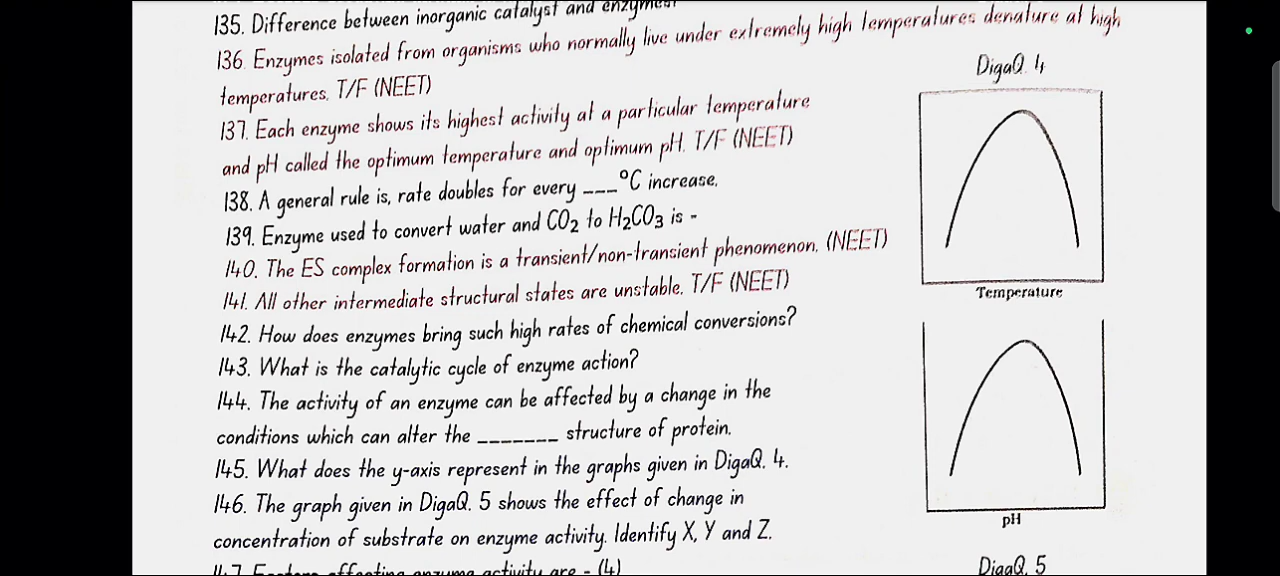 135. Difference between inorganic catalyst and enzymes?
136. Enzymes isolated from organisms who normally live under extremely high temperatures denature at high
temperatures. T/F (NEET)
137. Each enzyme shows its highest activity at a particular temperature
and pH called the optimum temperature and optimum pH. T/F (NEET)
138. A general rule is, rate doubles for every ___°C increase.
139. Enzyme used to convert water and CO₂ to H₂CO₃ is -
140. The ES complex formation is a transient/non-transient phenomenon. (NEET)
141. All other intermediate structural states are unstable. T/F (NEET)
142. How does enzymes bring such high rates of chemical conversions?
143. What is the catalytic cycle of enzyme action?
144. The activity of an enzyme can be affected by a change in the
conditions which can alter the _______ structure of protein.
145. What does the y-axis represent in the graphs given in DigaQ. 4.
146. The graph given in DigaQ. 5 shows the effect of change in
concentration of substrate on enzyme activity. Identify X, Y and Z.
147. Factors affecting enzyme activity are - (4)
DigaQ. 4
Temperature
pH
DigaQ. 5